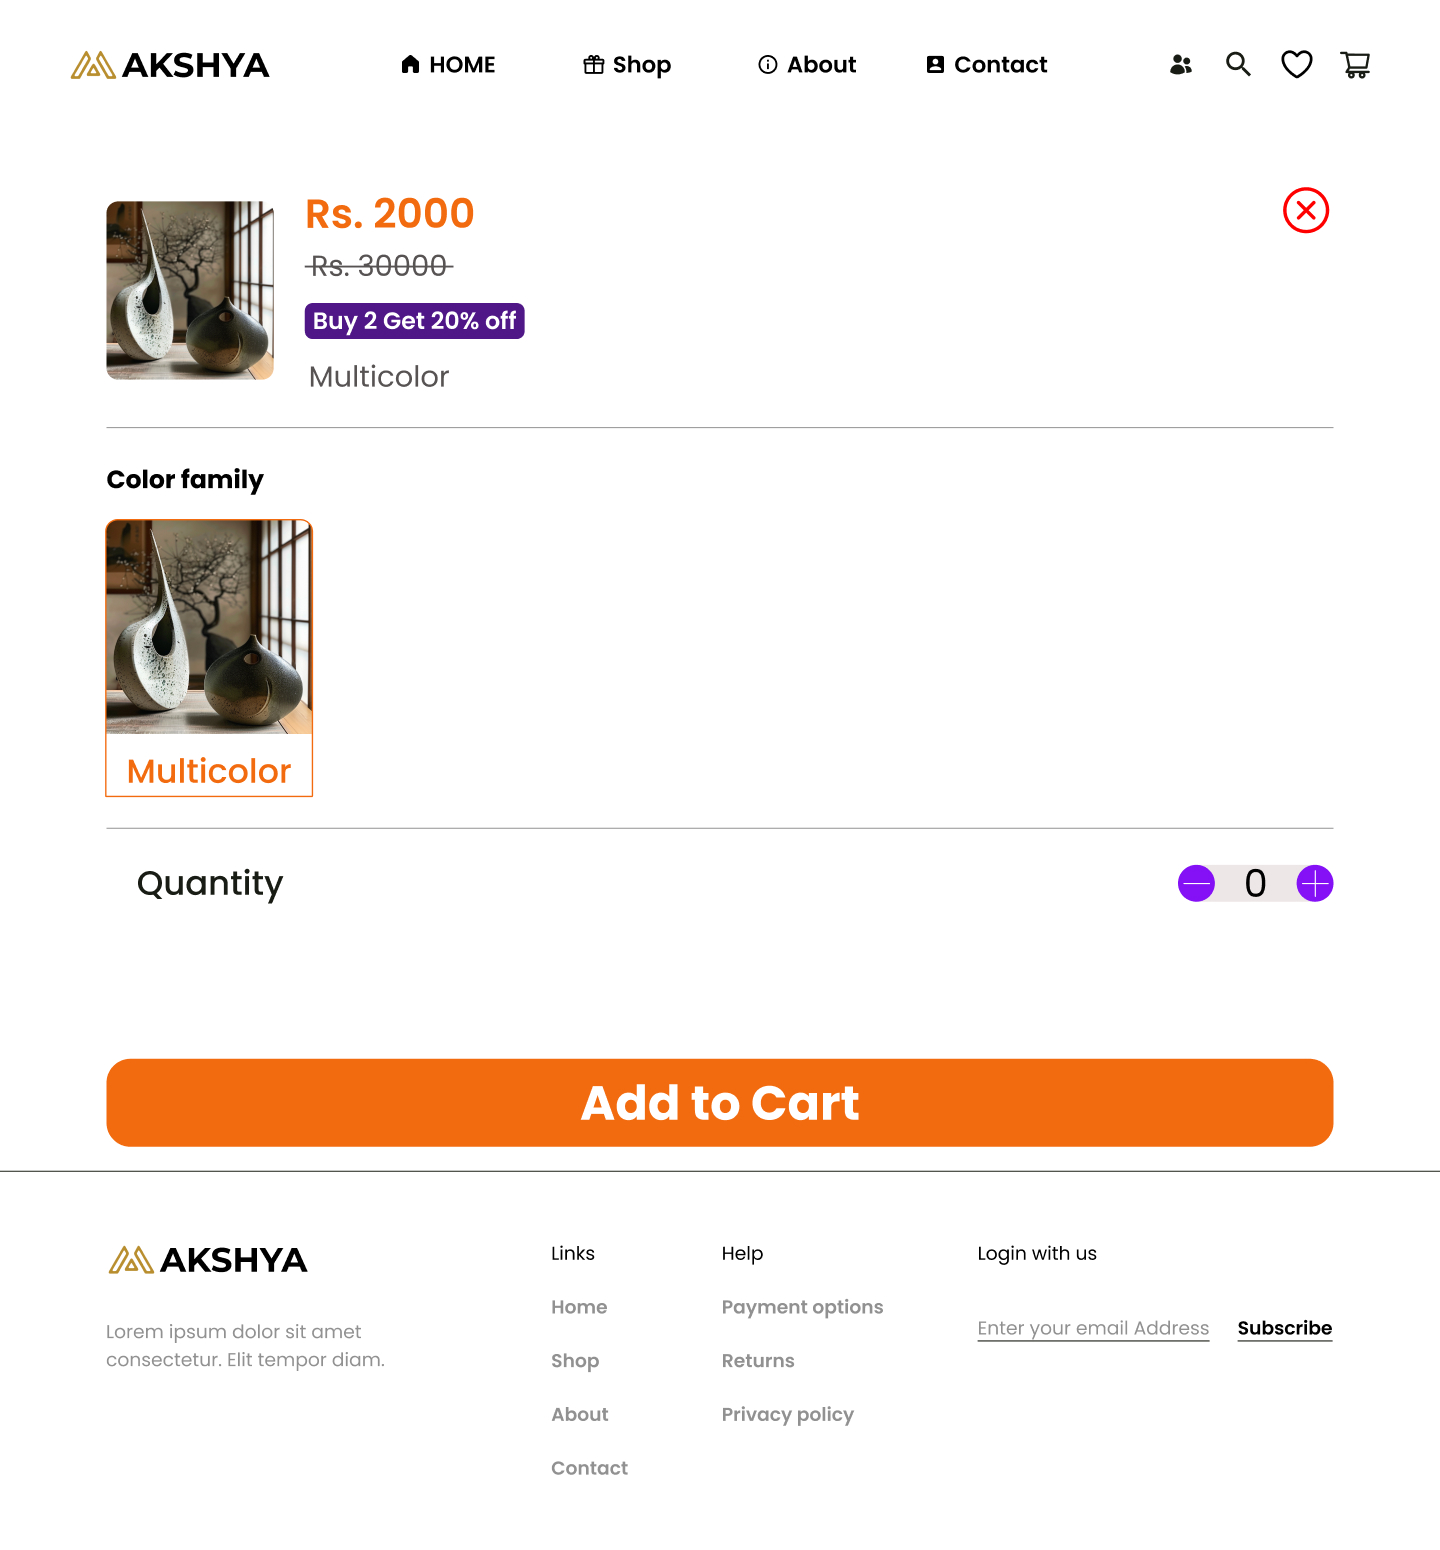 AKSHYA
HOME
Shop
About
Contact
Rs. 2000
Rs. 30000
Buy 2 Get 20% off
Multicolor
Color family
Multicolor
Quantity
0
Add to Cart
AKSHYA
Lorem ipsum dolor sit amet
consectetur. Elit tempor diam.
Links
Home
Shop
About
Contact
Help
Payment options
Returns
Privacy policy
Login with us
Enter your email Address
Subscribe